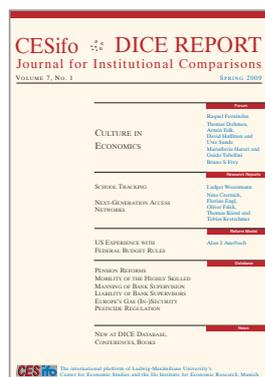 CESifo DICE REPORT
Journal for Institutional Comparisons
VOLUME 7, NO. 1 SPRING 2009
Forum
CULTURE IN
ECONOMICS
Raquel Fernández
Thomas Dohmen,
Armin Falk,
David Huffman and
Uwe Sunde
Mariaflavia Harari and
Guido Tabellini
Bruno S Frey
Research Reports
SCHOOL TRACKING
Ludger Woessmann
NEXT-GENERATION ACCESS
NETWORKS
Nina Czernich,
Florian Engl,
Oliver Falck,
Thomas Kiessl and
Tobias Kretschmer
Reform Model
US EXPERIENCE WITH
FEDERAL BUDGET RULES
Alan J. Auerbach
Database
PENSION REFORMS
MOBILITY OF THE HIGHLY SKILLED
MANNING OF BANK SUPERVISION
LIABILITY OF BANK SUPERVISORS
EUROPE'S GAS (IN-)SECURITY
PESTICIDE REGULATION
News
NEW AT DICE DATABASE,
CONFERENCES, BOOKS
CESifo
The international platform of Ludwig-Maximilians University's
Center for Economic Studies and the Ifo Institute for Economic Research, Munich